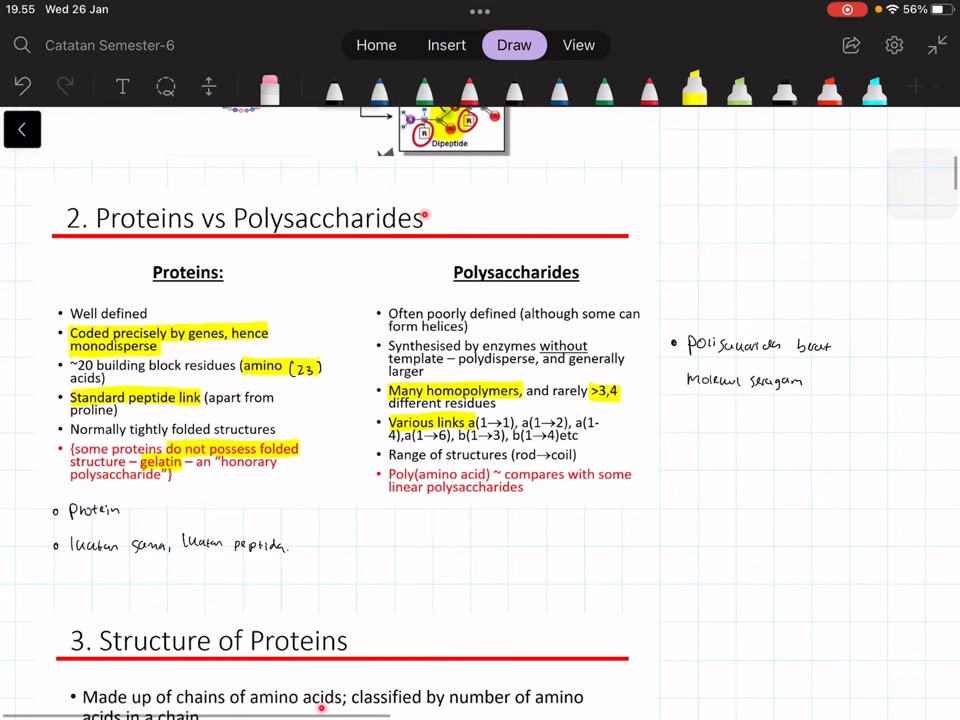 19.55 Wed 26 Jan
56%
Catatan Semester-6
Home Insert Draw View
R
R
Dipeptide
2. Proteins vs Polysaccharides
Proteins:
• Well defined
• Coded precisely by genes, hence
monodisperse
• ~20 building block residues (amino (23)
acids)
• Standard peptide link (apart from
proline)
• Normally tightly folded structures
• {some proteins do not possess folded
structure – gelatin – an “honorary
polysaccharide”}
Protein
Ikatan sama, Ikatan peptida.
Polysaccharides
• Often poorly defined (although some can
form helices)
• Synthesised by enzymes without
template – polydisperse, and generally
larger
• Many homopolymers, and rarely >3,4
different residues
• Various links a(1→1), a(1→2), a(1-
4),a(1→6), b(1→3), b(1→4)etc
• Range of structures (rod→coil)
• Poly(amino acid) ~ compares with some
linear polysaccharides
• berat
Molekul seragam
3. Structure of Proteins
• Made up of chains of amino acids; classified by number of amino
acids in a chain